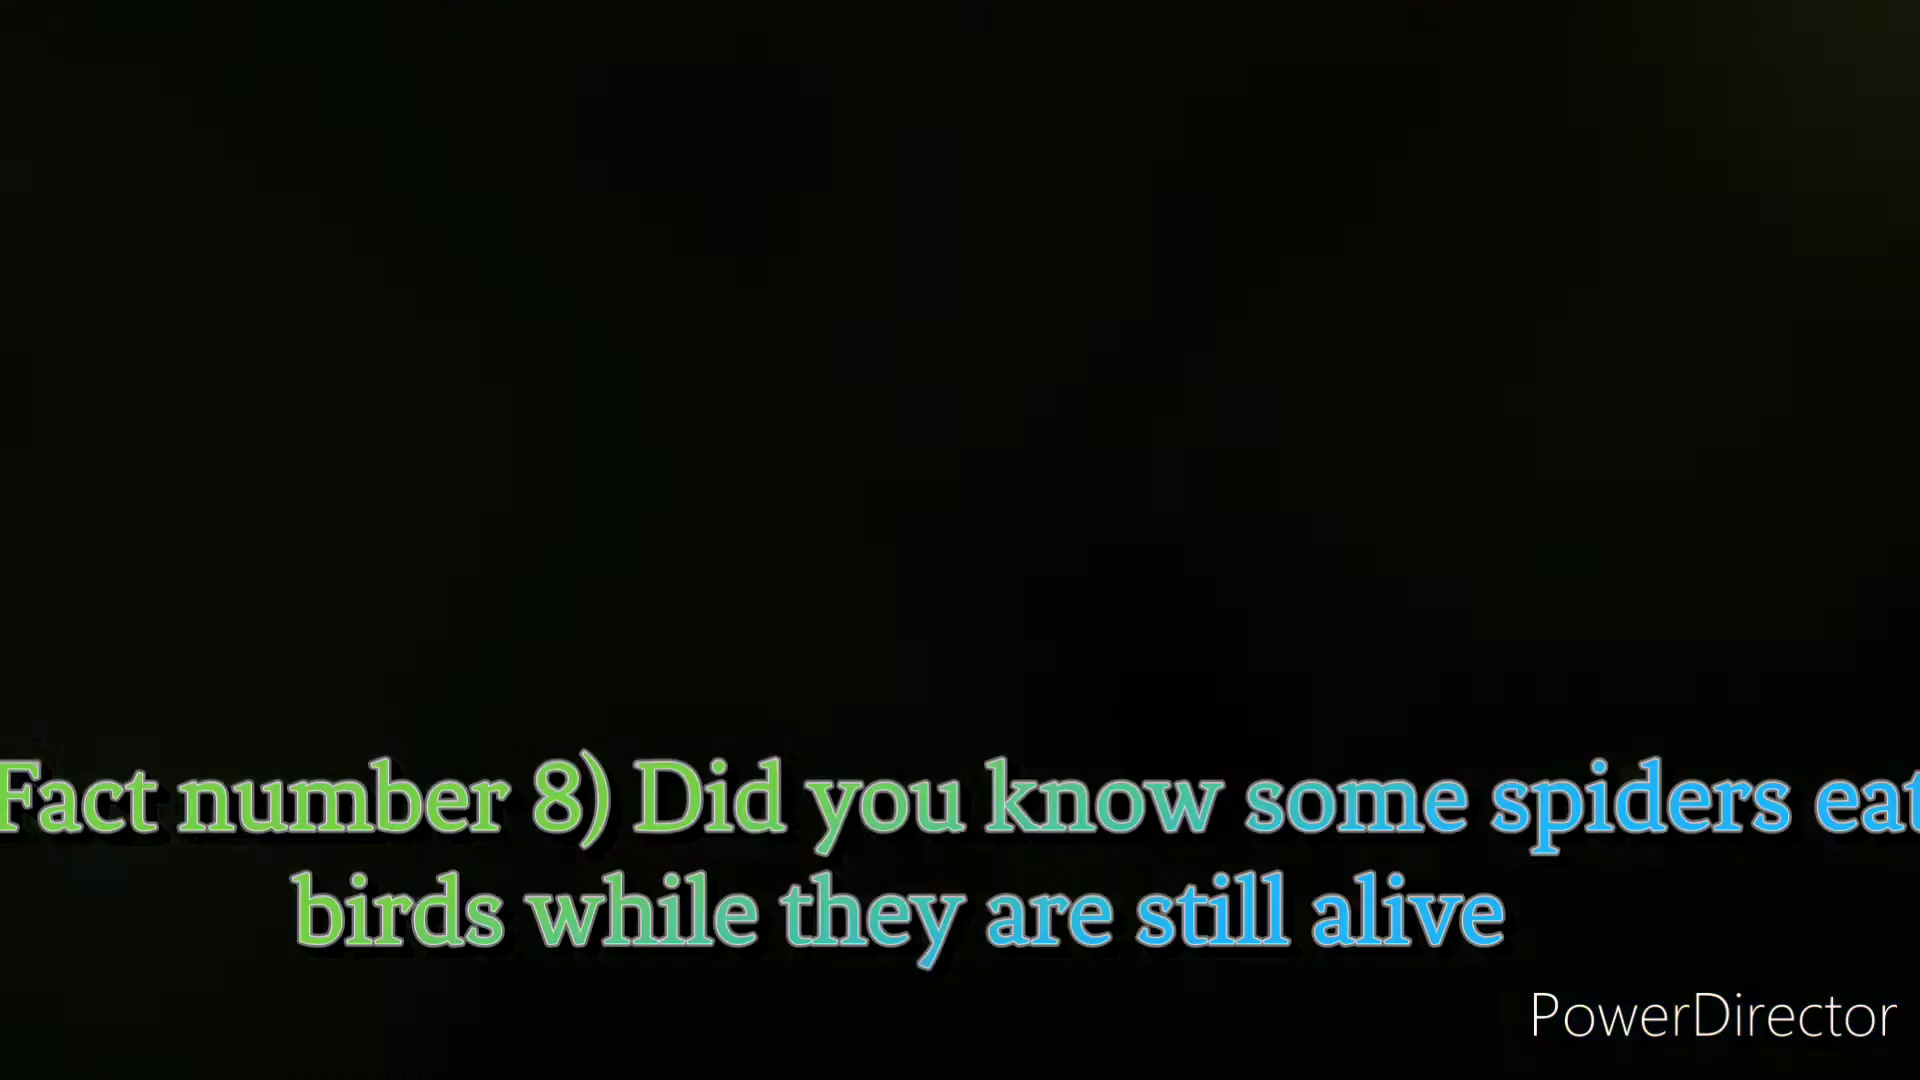 Fact number 8) Did you know some spiders eat
birds while they are still alive
PowerDirector